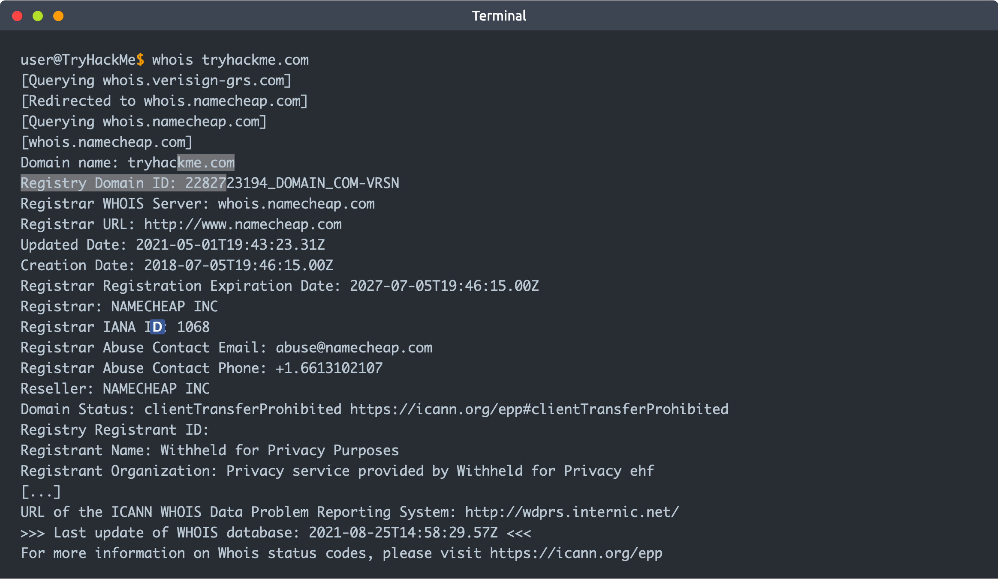 Terminal
user@TryHackMe$ whois tryhackme.com
[Querying whois.verisign-grs.com]
[Redirected to whois.namecheap.com]
[Querying whois.namecheap.com]
[whois.namecheap.com]
Domain name: tryhackme.com
Registry Domain ID: 2282723194_DOMAIN_COM-VRSN
Registrar WHOIS Server: whois.namecheap.com
Registrar URL: http://www.namecheap.com
Updated Date: 2021-05-01T19:43:23.31Z
Creation Date: 2018-07-05T19:46:15.00Z
Registrar Registration Expiration Date: 2027-07-05T19:46:15.00Z
Registrar: NAMECHEAP INC
Registrar IANA ID: 1068
Registrar Abuse Contact Email: abuse@namecheap.com
Registrar Abuse Contact Phone: +1.6613102107
Reseller: NAMECHEAP INC
Domain Status: clientTransferProhibited https://icann.org/epp#clientTransferProhibited
Registry Registrant ID:
Registrant Name: Withheld for Privacy Purposes
Registrant Organization: Privacy service provided by Withheld for Privacy ehf
[...]
URL of the ICANN WHOIS Data Problem Reporting System: http://wdprs.internic.net/
>>> Last update of WHOIS database: 2021-08-25T14:58:29.57Z <<<
For more information on Whois status codes, please visit https://icann.org/epp